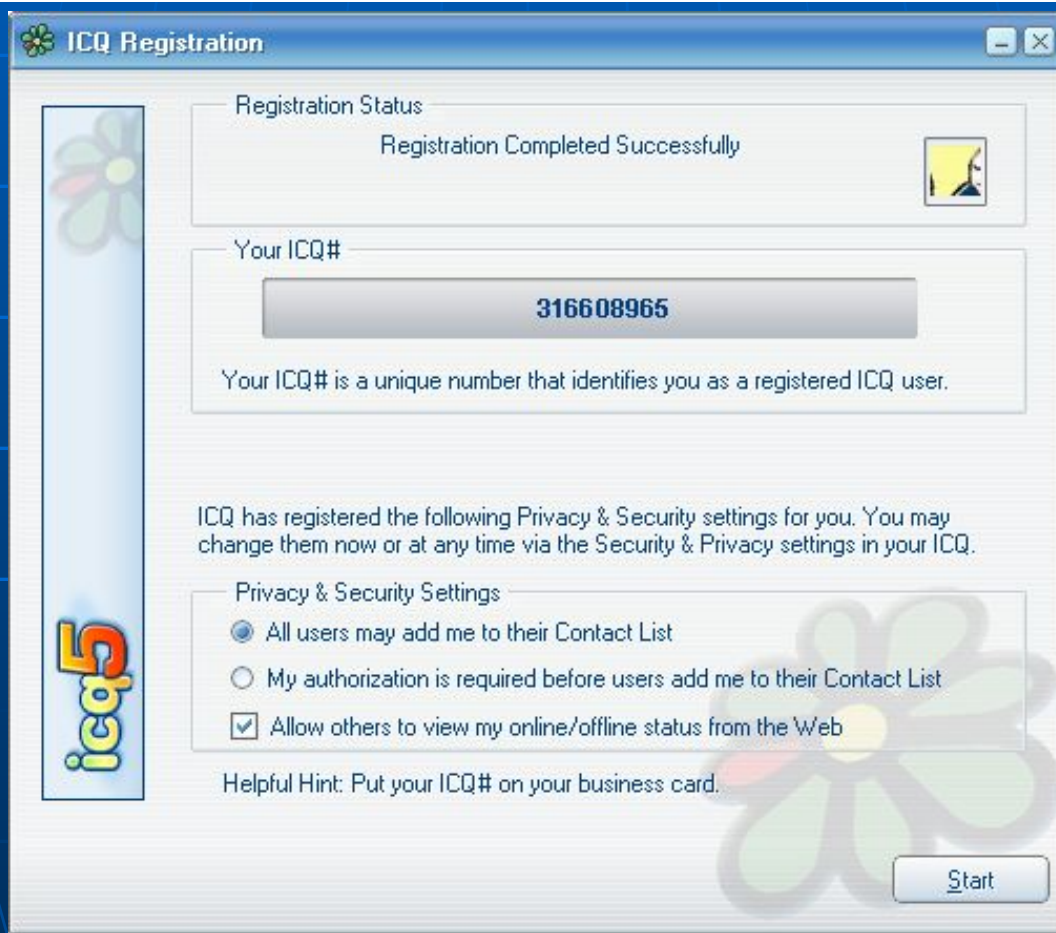 ICQ Registration
Registration Status
Registration Completed Successfully
Your ICQ#
316608965
Your ICQ# is a unique number that identifies you as a registered ICQ user.
ICQ has registered the following Privacy & Security settings for you. You may
change them now or at any time via the Security & Privacy settings in your ICQ.
Privacy & Security Settings
All users may add me to their Contact List
My authorization is required before users add me to their Contact List
Allow others to view my online/offline status from the Web
icq5
Helpful Hint: Put your ICQ# on your business card.
Start